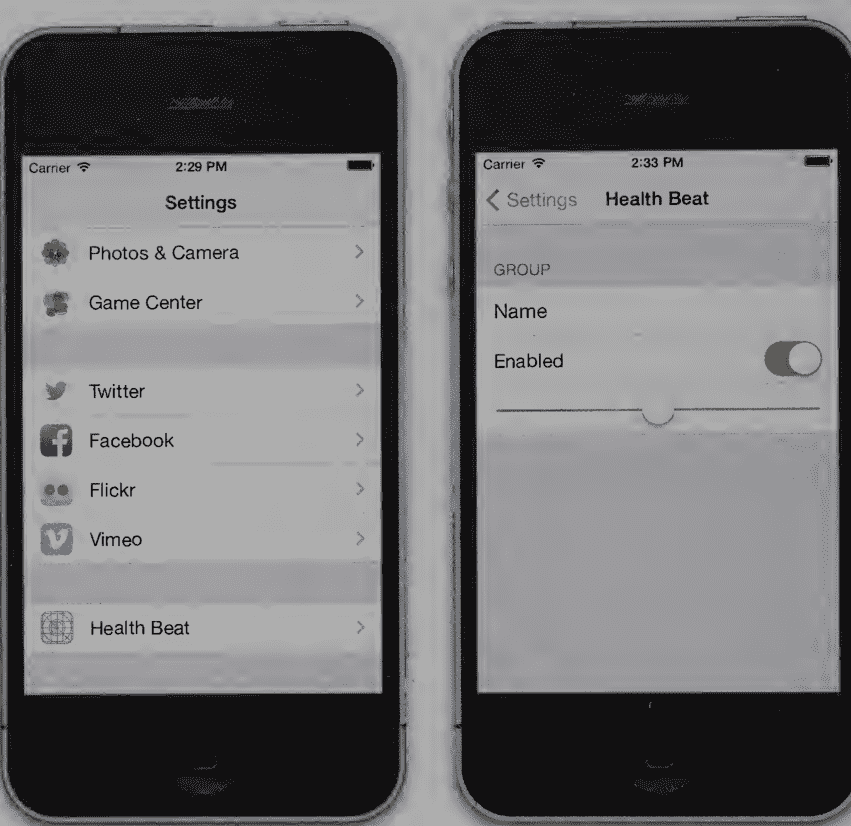 Carrier 2:29 PM
Settings
Photos & Camera
Game Center
Twitter
Facebook
Flickr
Vimeo
Health Beat
Carrier 2:33 PM
Settings Health Beat
GROUP
Name
Enabled